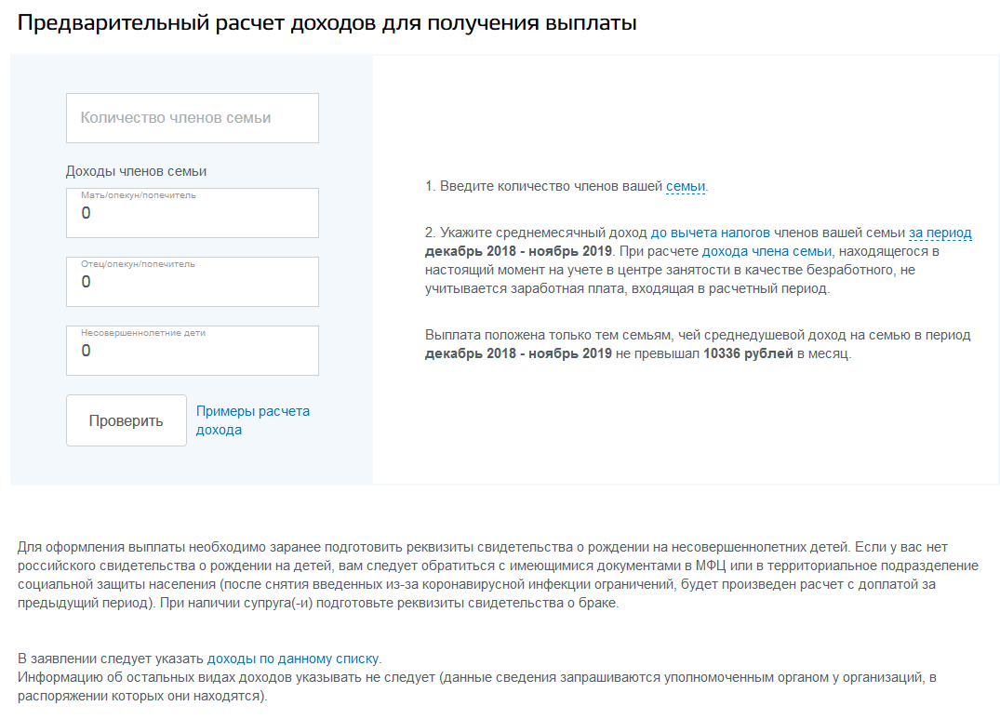 Предварительный расчет доходов для получения выплаты
Количество членов семьи
Доходы членов семьи
Мать/опекун/попечитель
0
Отец/опекун/попечитель
0
Несовершеннолетние дети
0
Проверить
Примеры расчета
дохода
1. Введите количество членов вашей семьи.
2. Укажите среднемесячный доход до вычета налогов членов вашей семьи за период
декабрь 2018 - ноябрь 2019. При расчете дохода члена семьи, находящегося в
настоящий момент на учете в центре занятости в качестве безработного, не
учитывается заработная плата, входящая в расчетный период.
Выплата положена только тем семьям, чей среднедушевой доход на семью в период
декабрь 2018 - ноябрь 2019 не превышал 10336 рублей в месяц.
Для оформления выплаты необходимо заранее подготовить реквизиты свидетельства о рождении на несовершеннолетних детей. Если у вас нет
российского свидетельства о рождении на детей, вам следует обратиться с имеющимися документами в МФЦ или в территориальное подразделение
социальной защиты населения (после снятия введенных из-за коронавирусной инфекции ограничений, будет произведен расчет с доплатой за
предыдущий период). При наличии супруга(-и) подготовьте реквизиты свидетельства о браке.
В заявлении следует указать доходы по данному списку.
Информацию об остальных видах доходов указывать не следует (данные сведения запрашиваются уполномоченным органом у организаций, в
распоряжении которых они находятся).